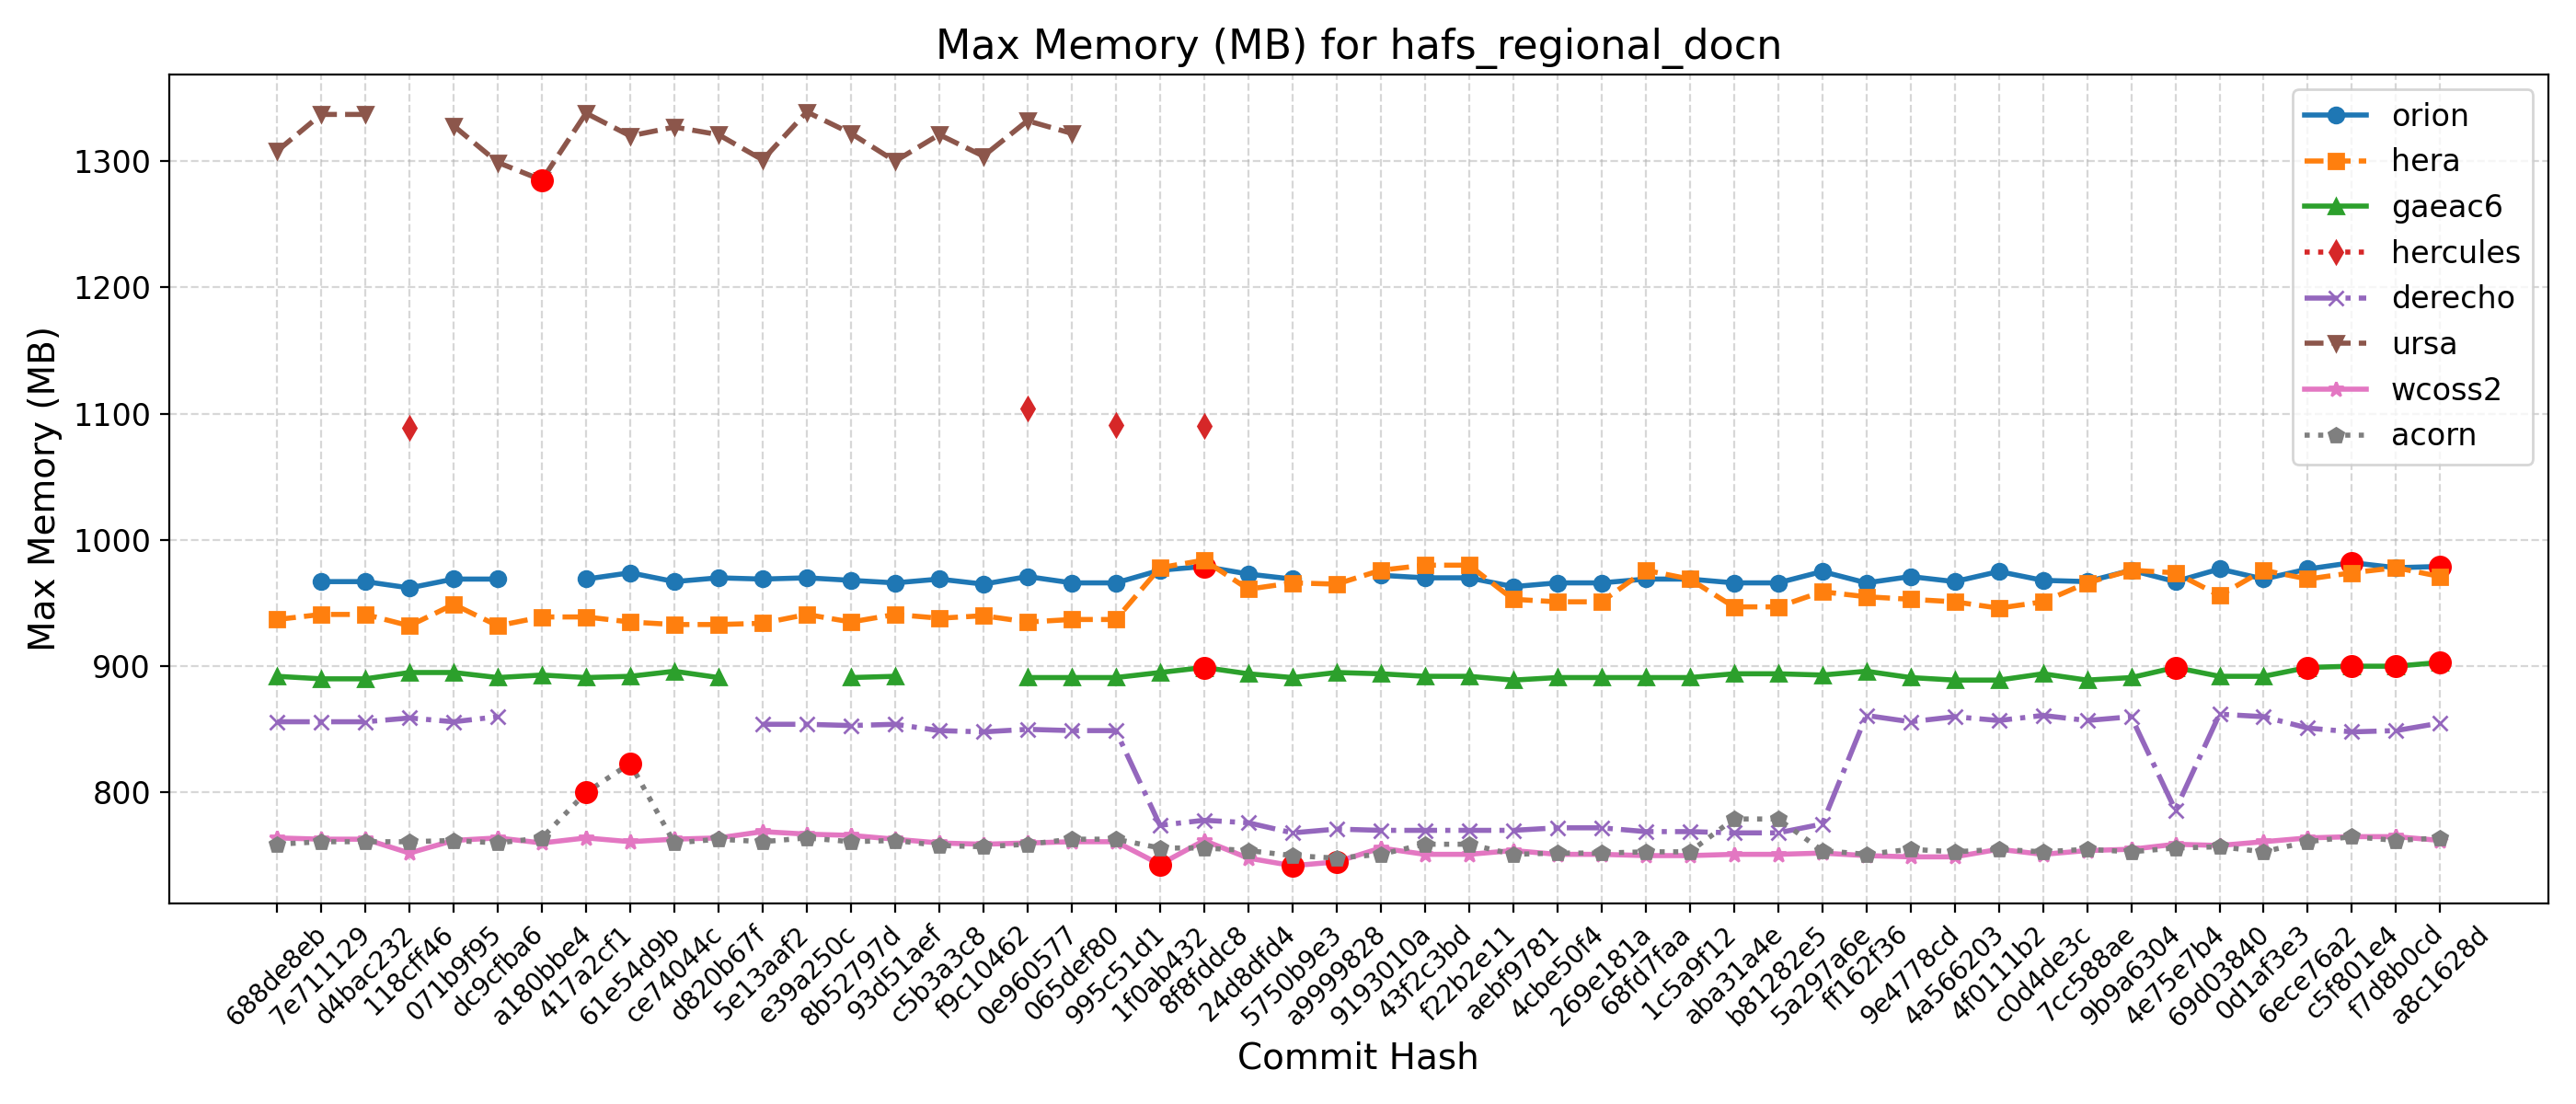 Max Memory (MB) for hafs_regional_docn
Max Memory (MB)
1300
1200
1100
1000
900
800
orion
hera
gaeac6
hercules
derecho
ursa
wcoss2
acorn
688de8eb
7e711129
d4bac232
118cff46
071b9f95
dc9cfba6
a180bbe4
417a2cf1
61e54d9b
ce74044c
d820b67f
5e13aaf2
e39a250c
8b52797d
93d51aef
c5b3a3c8
f9c10462
0e960577
065def80
995c51d1
1f0ab432
8f8fddc8
24d8dfd4
5750b9e3
a9999828
9193010a
43f2c3bd
f22b2e11
aebf9781
4cbe50f4
269e181a
68fd7faa
1c5a9f12
aba31a4e
b81282e5
5a297a6e
ff162f36
9e4778cd
4a566203
4f0111b2
c0d4de3c
7cc588ae
9b9a6304
4e75e7b4
69d03840
0d1af3e3
6ece76a2
c5f801e4
f7d8b0cd
a8c1628d
Commit Hash